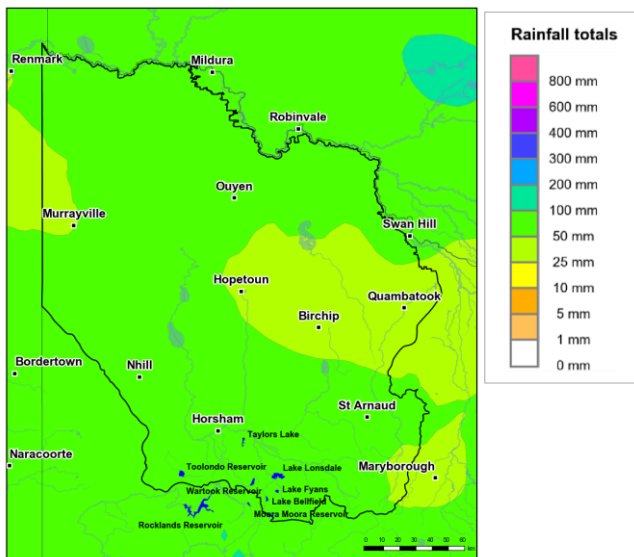 Rainfall totals
800 mm
600 mm
400 mm
300 mm
200 mm
100 mm
50 mm
25 mm
10 mm
5 mm
1 mm
0 mm
Renmark
Mildura
Robinvale
Ouyen
Murrayville
Swan Hill
Hopetoun
Quambatook
Birchip
Bordertown
Nhill
St Arnaud
Horsham
Taylors Lake
Naracoorte
Toolondo Reservoir
Lake Lonsdale
Maryborough
Wartook Reservoir
Lake Fyans
Lake Bellfield
Moora Moora Reservoir
Rocklands Reservoir
0 10 20 30 40 50 60
km